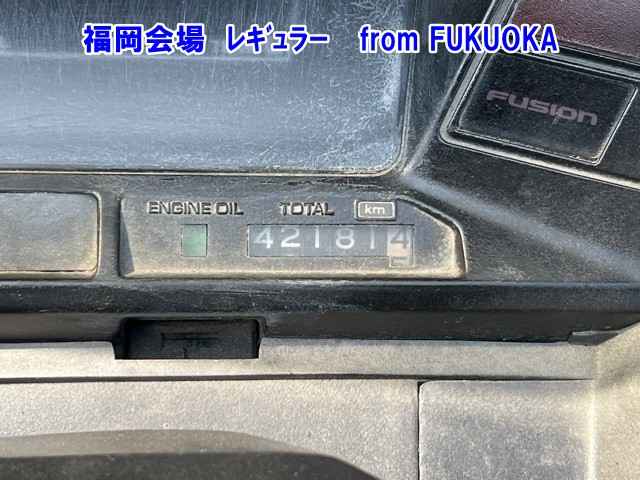 福岡会場 ﾚｷﾞｭﾗｰ from FUKUOKA
FUSION
ENGINE OIL TOTAL km
421814